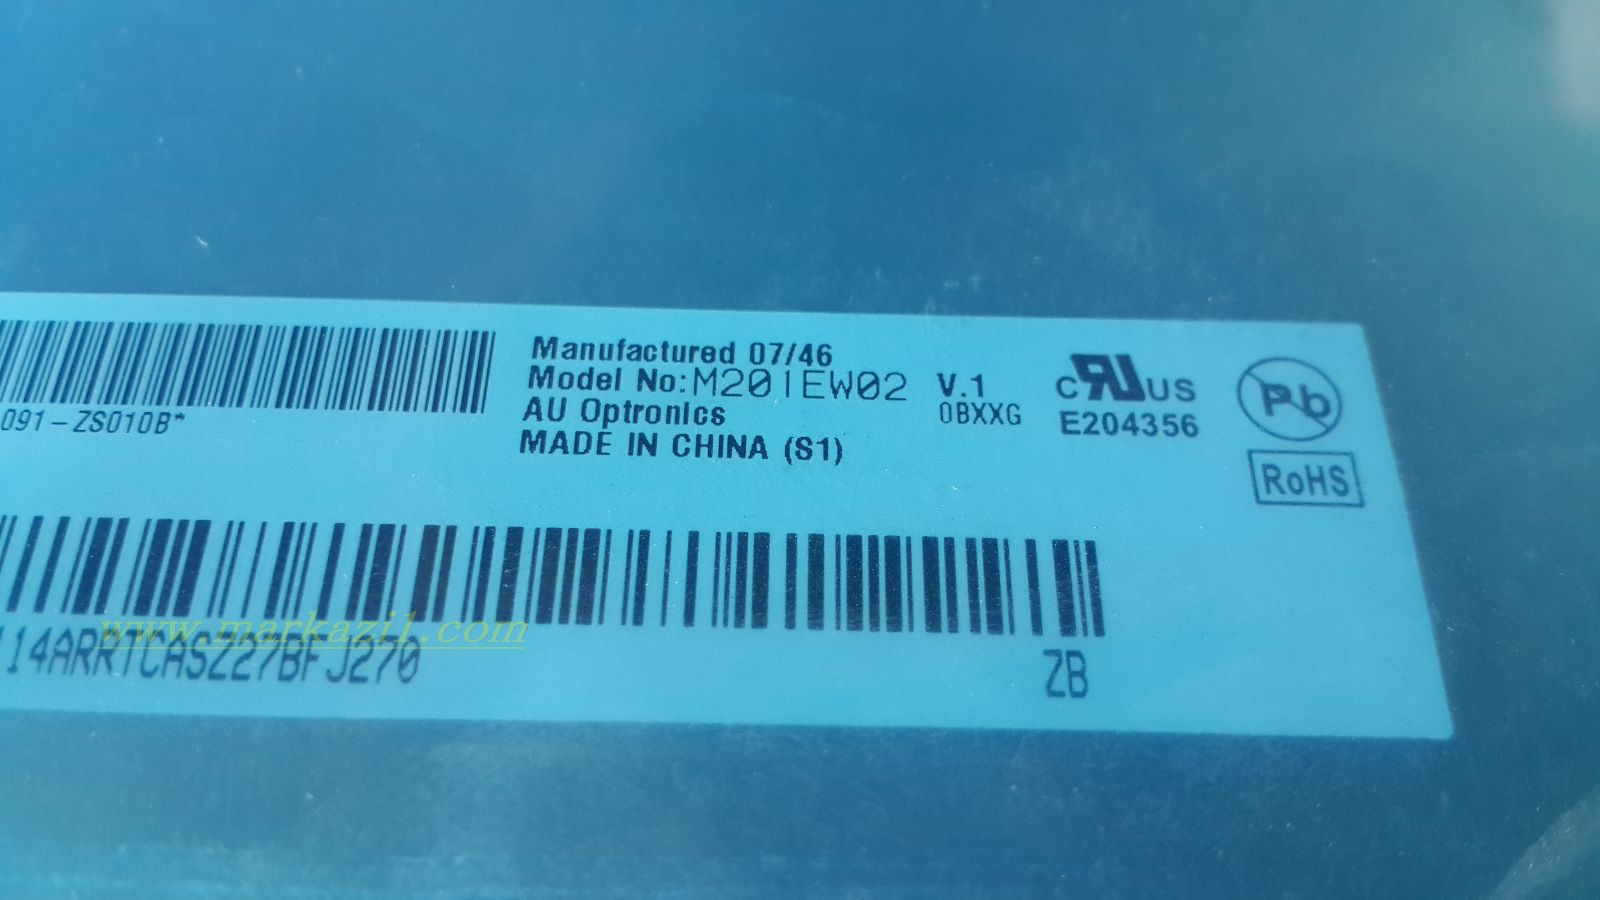 Manufactured 07/46
Model No: M201EW02 V.1
AU Optronics 0BXXG
MADE IN CHINA (S1)
cRUus
E204356
Pb
RoHS
091-ZS010B*
www.markazi1.com
114ARRTCASZ27BFJ270
ZB